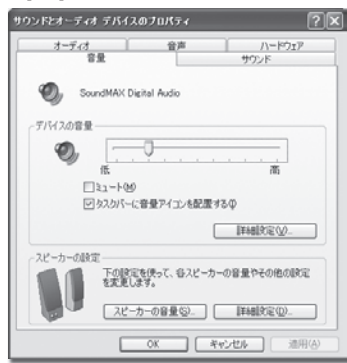 サウンドとオーディオ デバイスのプロパティ
オーディオ 音声 ハードウェア
音量 サウンド
SoundMAX Digital Audio
デバイスの音量
低 高
ミュート(M)
タスクバーに音量アイコンを配置する(I)
詳細設定(V)...
スピーカーの設定
下の設定を使って、各スピーカーの音量やその他の設定
を変更します。
スピーカーの音量(S)... 詳細設定(D)...
OK キャンセル 適用(A)